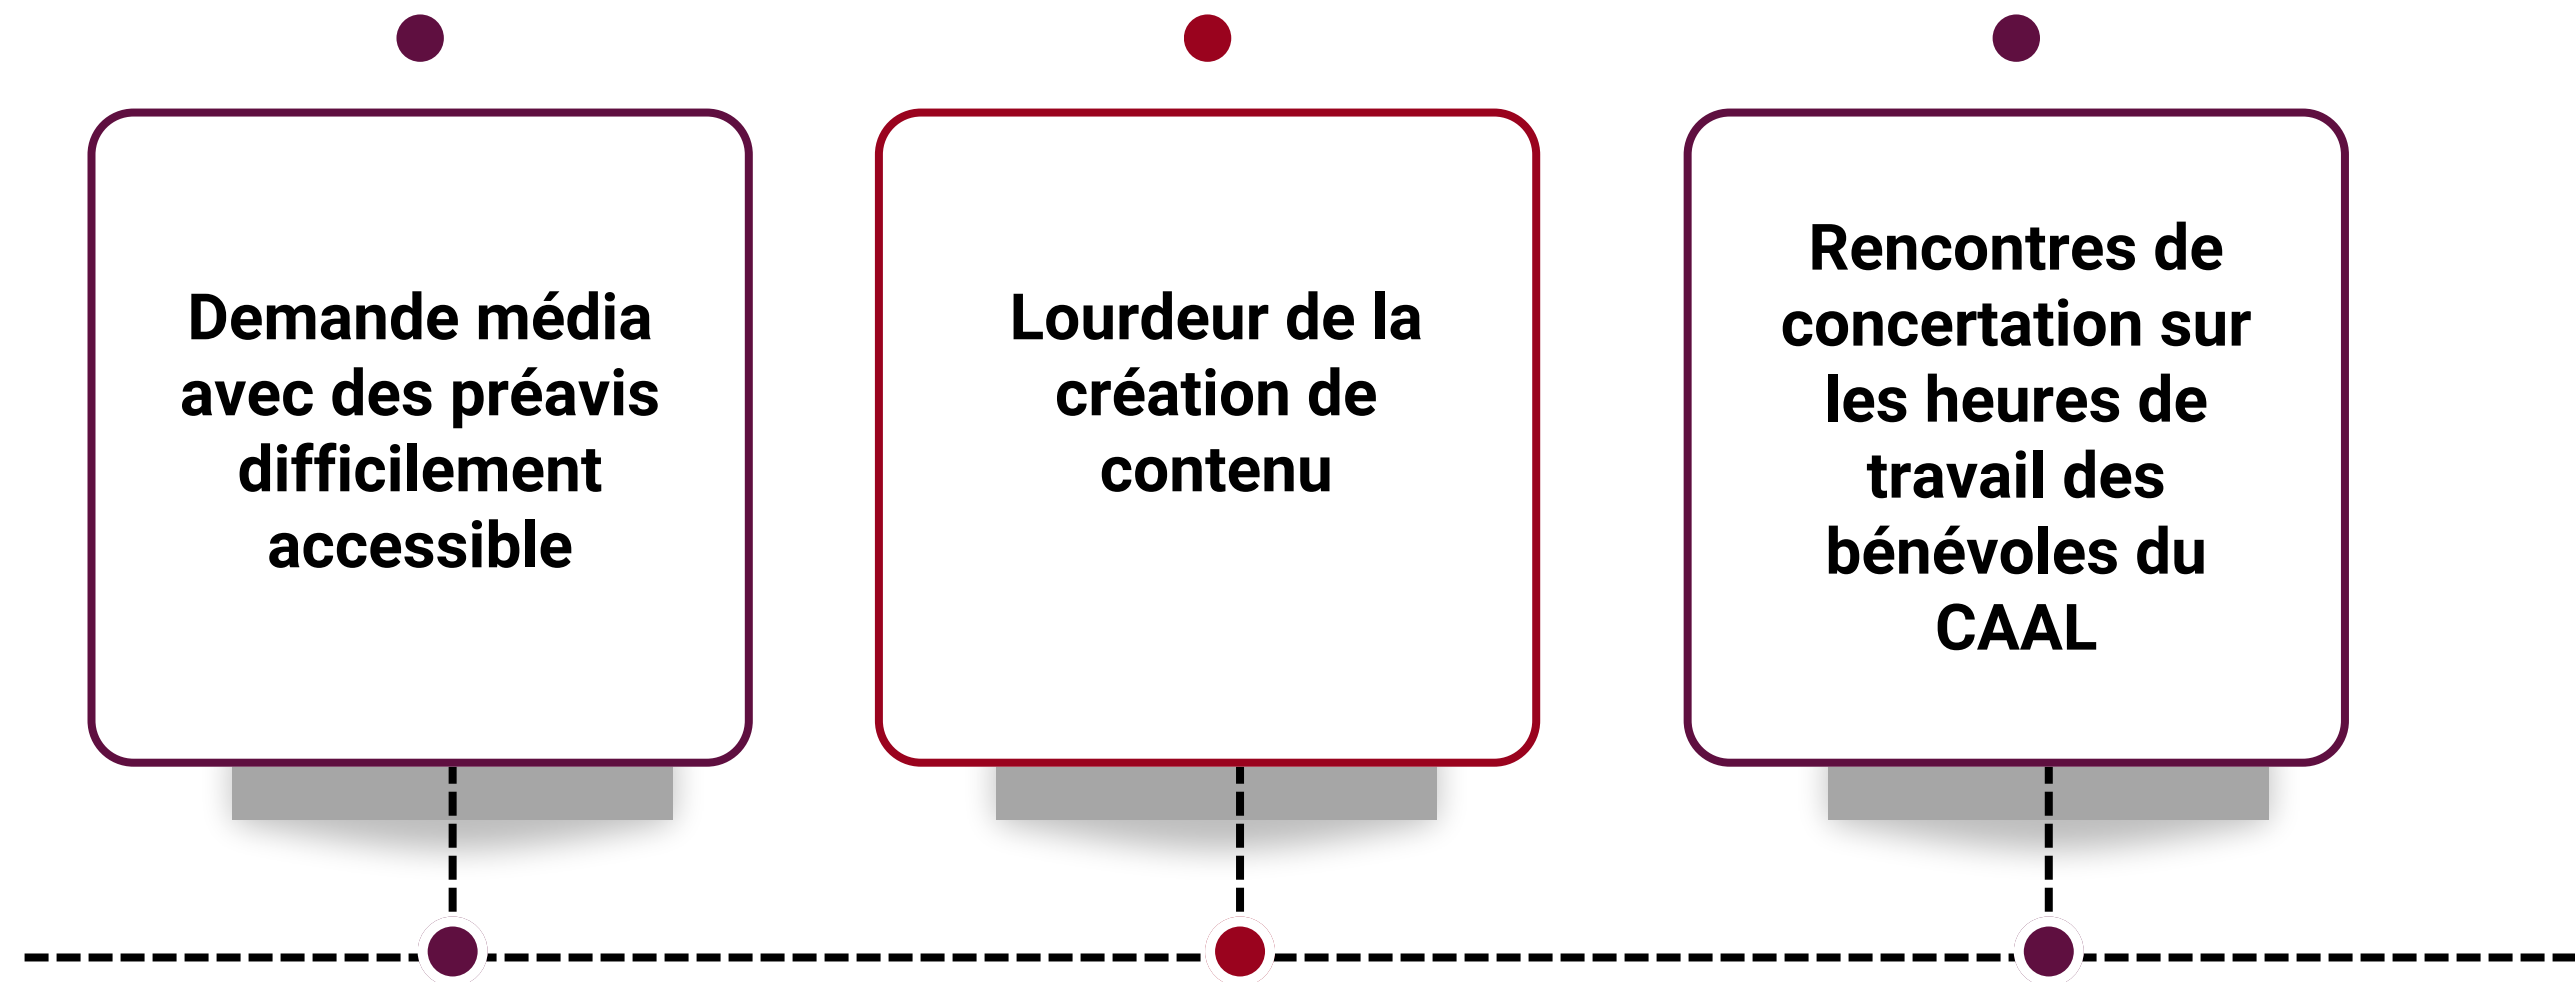 Demande média
avec des préavis
difficilement
accessible
Lourdeur de la
création de
contenu
Rencontres de
concertation sur
les heures de
travail des
bénévoles du
CAAL